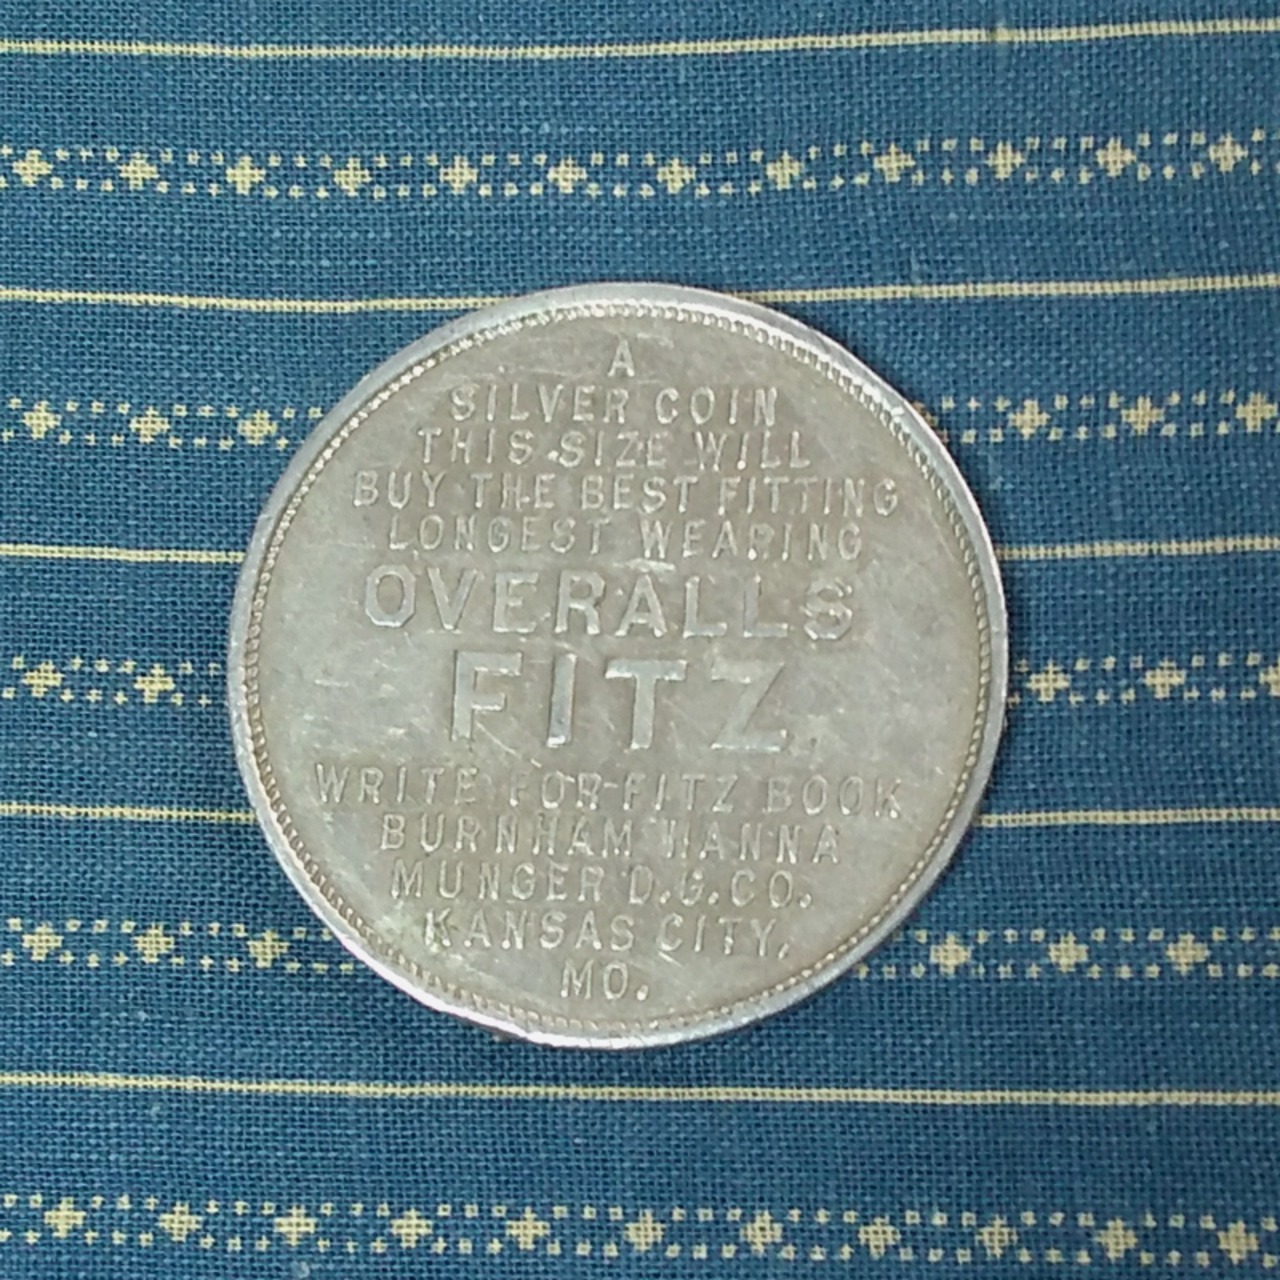 A
SILVER COIN
THIS SIZE WILL
BUY THE BEST FITTING
LONGEST WEARING
OVERALLS
FITZ
WRITE FOR FITZ BOOK
BURNHAM HANNA
MUNGER D.G.CO.
KANSAS CITY,
MO.